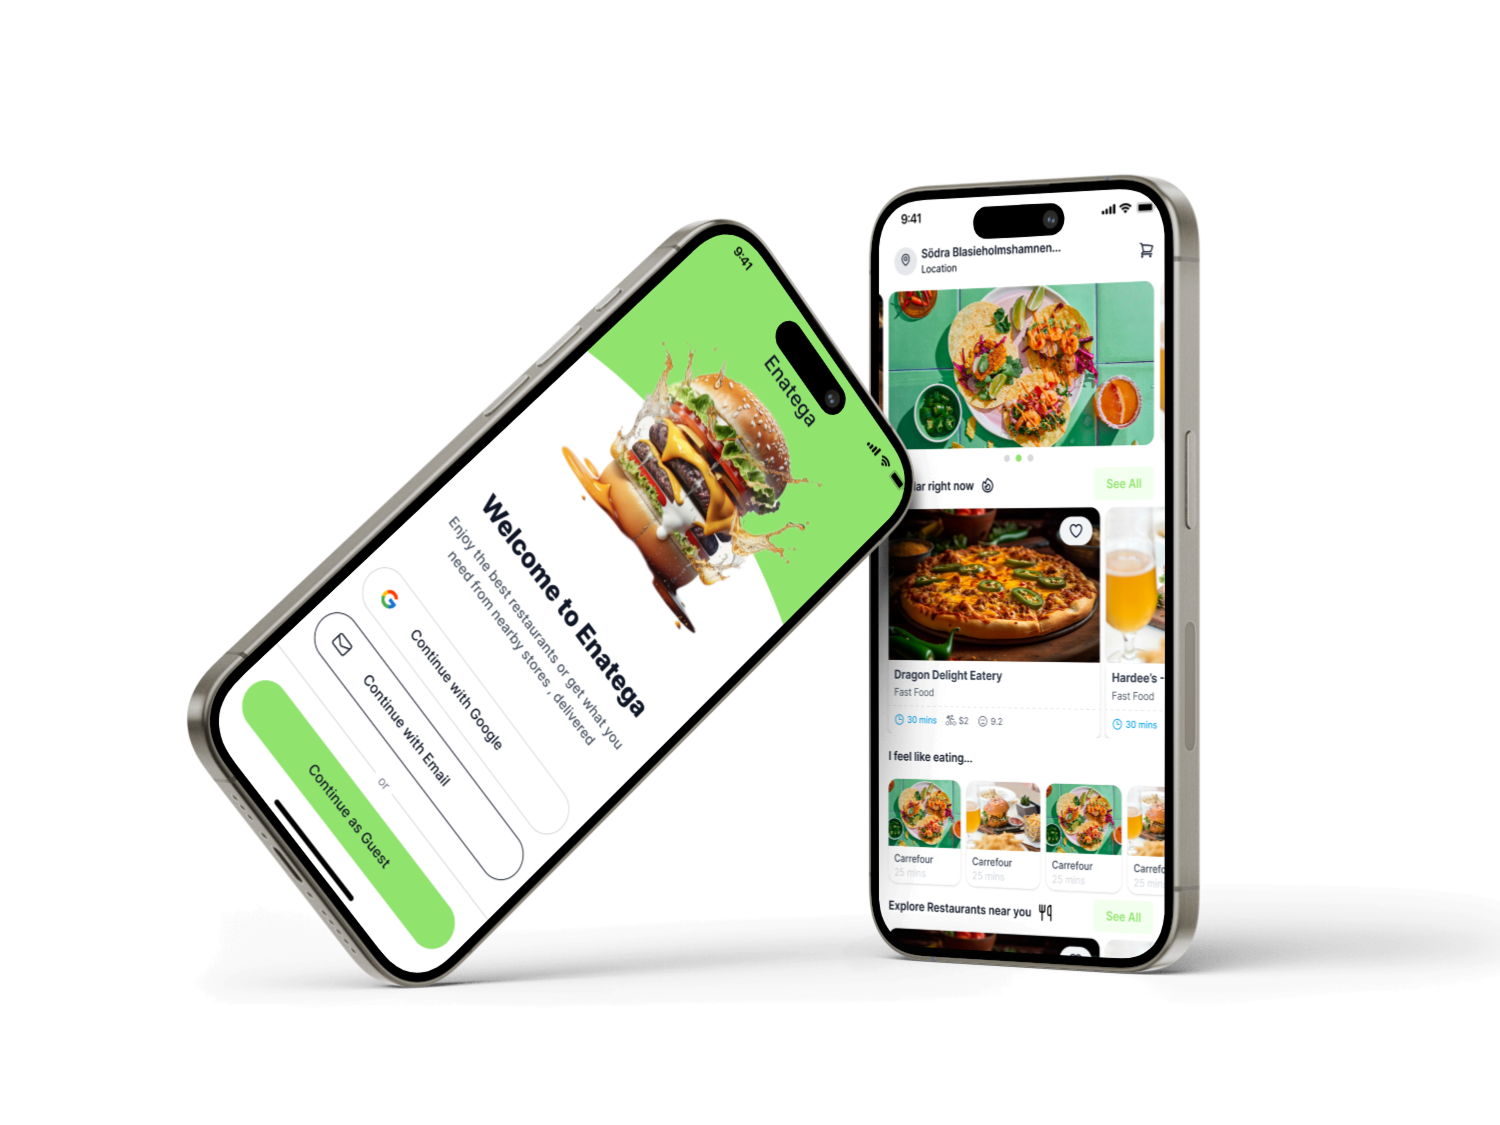 9:41
Enatega
Welcome to Enatega
Enjoy the best restaurants or get what you
need from nearby stores , delivered
Continue with Google
Continue with Email
or
Continue as Guest
9:41
Södra Blasieholmshamnen...
Location
lar right now
See All
Dragon Delight Eatery
Fast Food
30 mins $2 9.2
Hardee's -
Fast Food
30 mins
I feel like eating...
Carrefour
25 mins
Carrefour
25 mins
Carrefour
25 mins
Carrefo
25 mins
Explore Restaurants near you
See All